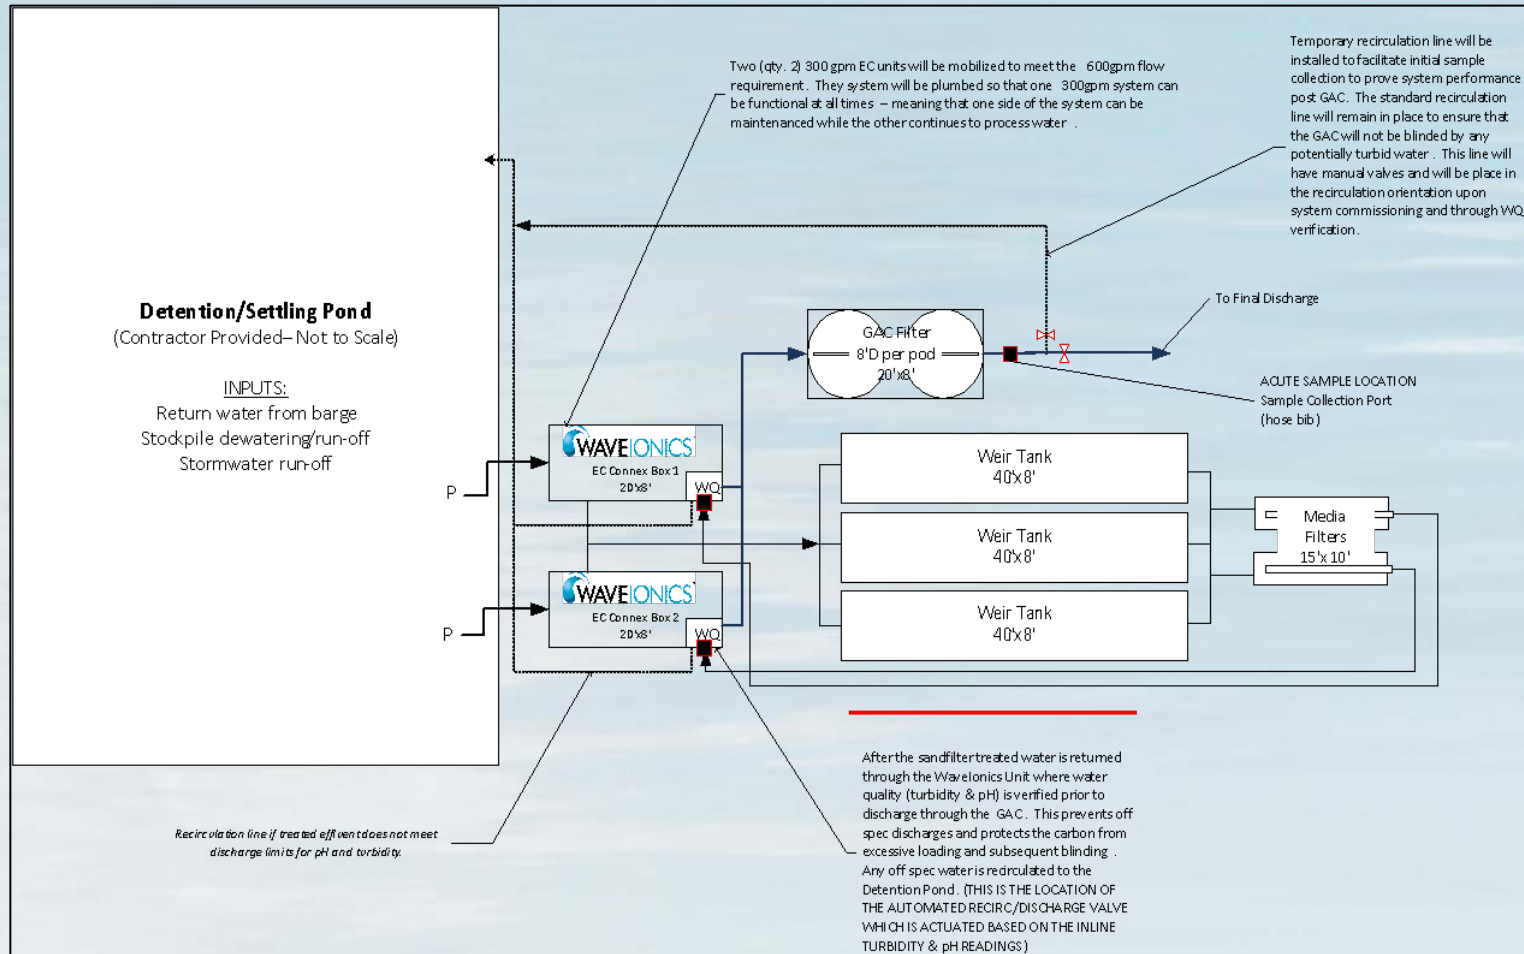 Two (qty. 2) 300 gpm EC units will be mobilized to meet the 600gpm flow
requirement. They system will be plumbed so that one 300gpm system can
be functional at all times – meaning that one side of the system can be
maintenanced while the other continues to process water .
Temporary recirculation line will be
installed to facilitate initial sample
collection to prove system performance
post GAC. The standard recirculation
line will remain in place to ensure that
the GAC will not be blinded by any
potentially turbid water . This line will
have manual valves and will be place in
the recirculation orientation upon
system commissioning and through WQ
verification.
Detention/Settling Pond
(Contractor Provided– Not to Scale)
INPUTS:
Return water from barge
Stockpile dewatering/run-off
Stormwater run-off
To Final Discharge
GAC Filter
8'D per pod
20'x8'
ACUTE SAMPLE LOCATION
Sample Collection Port
(hose bib)
P
WAVEIONICS
EC Connex Box 1
20'x8'
WQ
Weir Tank
40'x8'
Weir Tank
40'x8'
Weir Tank
40'x8'
Media
Filters
15'x 10'
P
WAVEIONICS
EC Connex Box 2
20'x8'
WQ
Recirculation line if treated effluent does not meet
discharge limits for pH and turbidity.
After the sandfilter treated water is returned
through the WaveIonics Unit where water
quality (turbidity & pH) is verified prior to
discharge through the GAC. This prevents off
spec discharges and protects the carbon from
excessive loading and subsequent blinding .
Any off spec water is recirculated to the
Detention Pond. (THIS IS THE LOCATION OF
THE AUTOMATED RECIRC/DISCHARGE VALVE
WHICH IS ACTUATED BASED ON THE INLINE
TURBIDITY & pH READINGS)